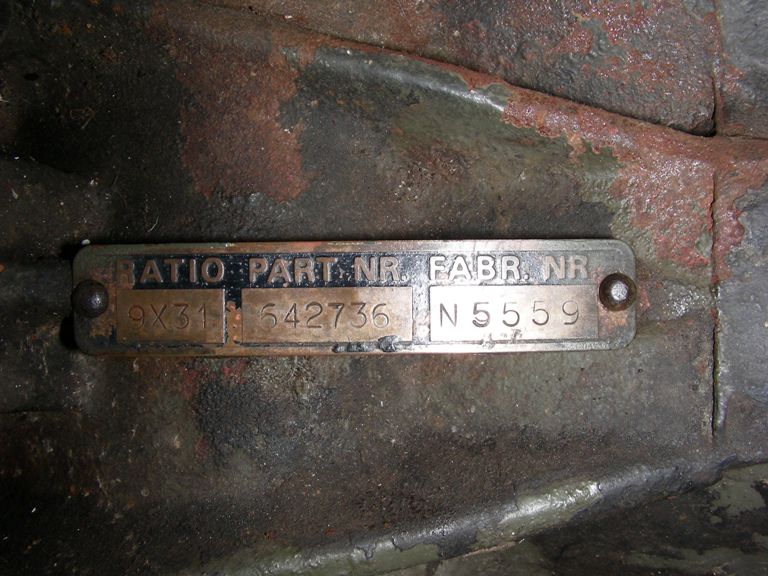 RATIO PART NR. FABR. NR.
9X31 642736 N5559